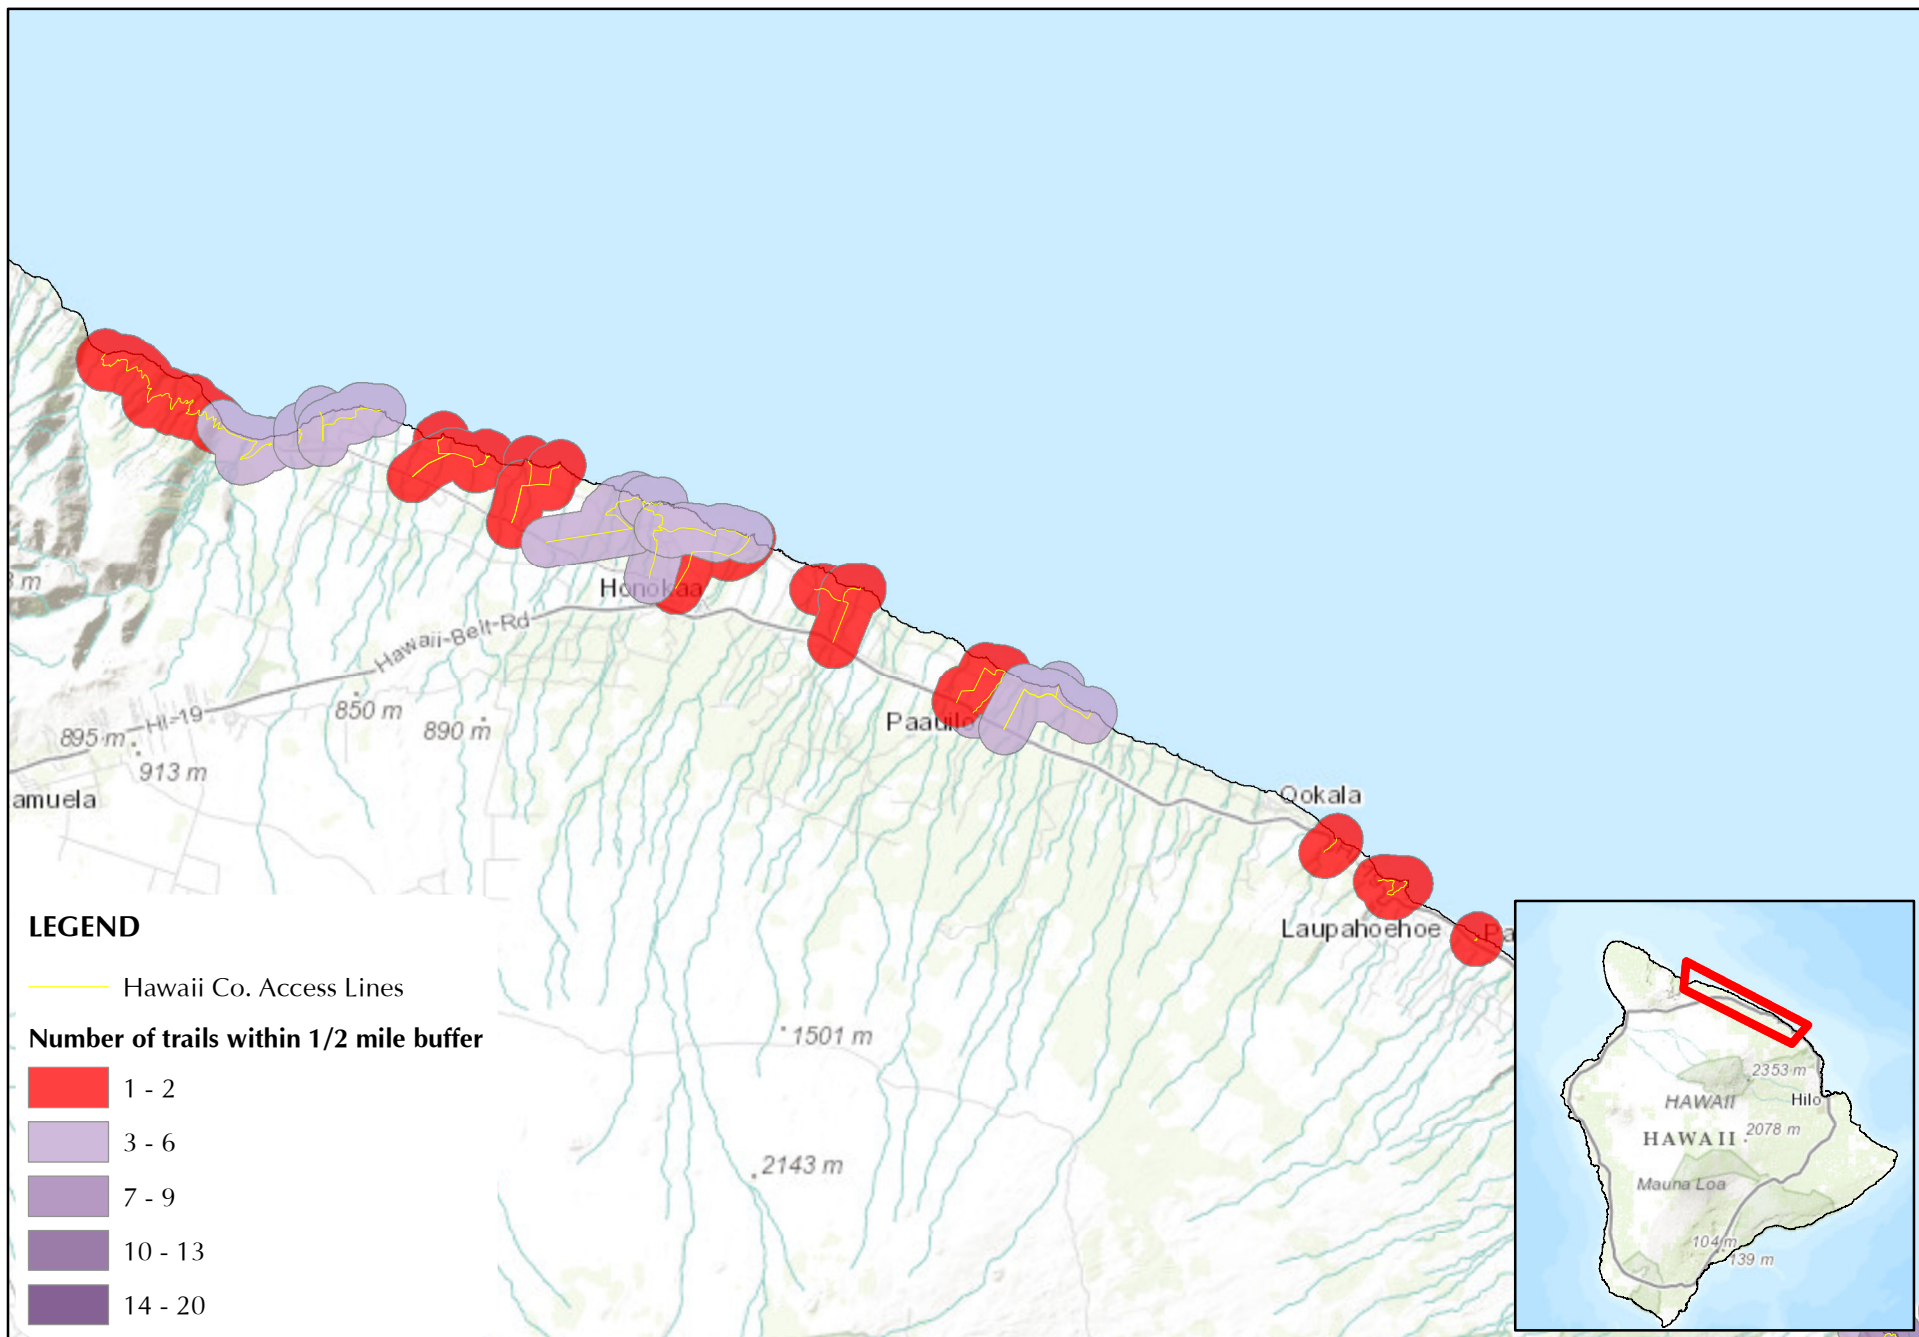 Honokaa
Hawaii-Belt-Rd
HI-19
850 m
890 m
895 m
913 m
amuela
Paauilo
Ookala
Laupahoehoe
Pa
1501 m
2143 m
LEGEND
Hawaii Co. Access Lines
Number of trails within 1/2 mile buffer
1 - 2
3 - 6
7 - 9
10 - 13
14 - 20
2353 m
HAWAII
Hilo
HAWAII
2078 m
Mauna Loa
104 m
139 m